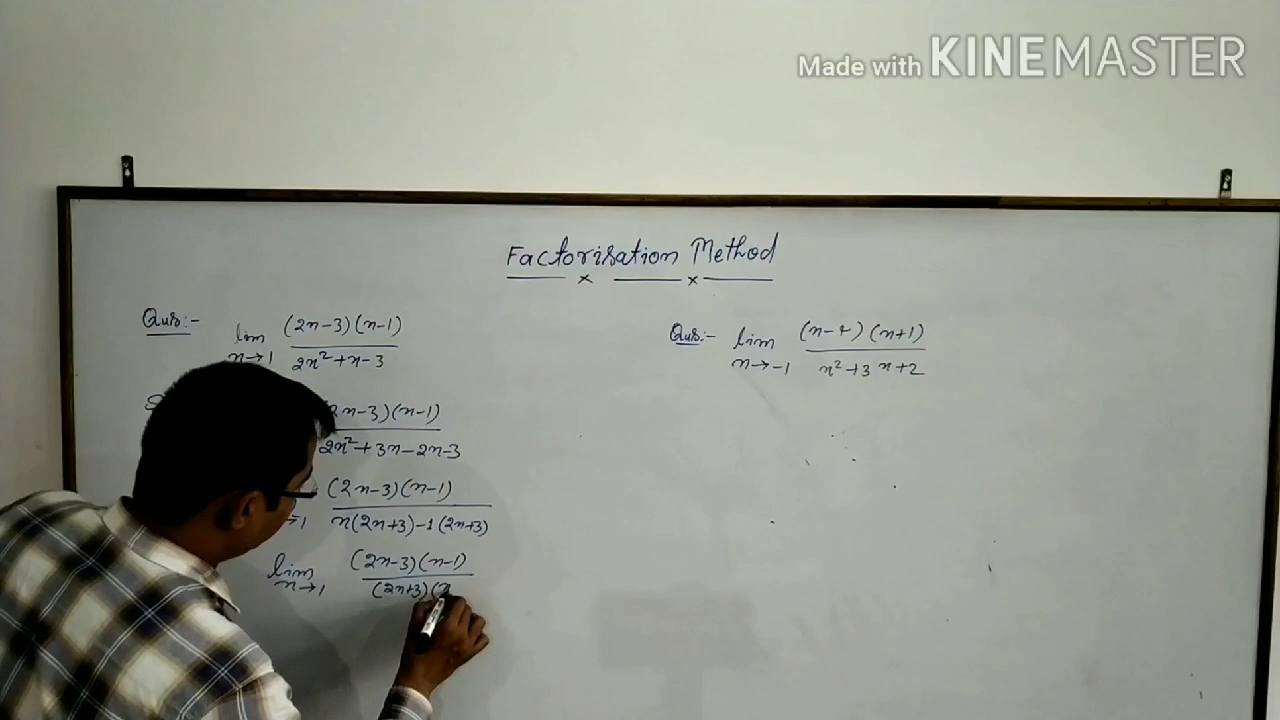 Made with KINEMASTER
Factorisation Method
Ques:- lim (2x-3)(x-1)
x→1 2x²+x-3
2x-3)(x-1)
2x²+3x-2x-3
(2x-3)(x-1)
→1 x(2x+3)-1(2x+3)
lim (2x-3)(x-1)
x→1 (2x+3)(x
Ques:- lim (x+1)
x→-1 x²+3x+2